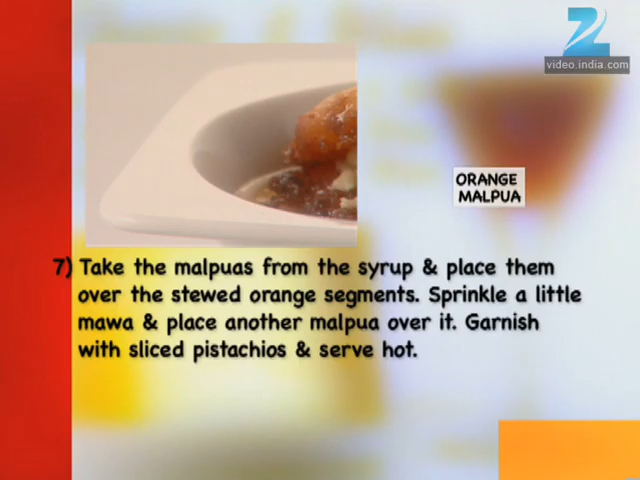 Z
video.india.com
ORANGE
MALPUA
7) Take the malpuas from the syrup & place them
over the stewed orange segments. Sprinkle a little
mawa & place another malpua over it. Garnish
with sliced pistachios & serve hot.